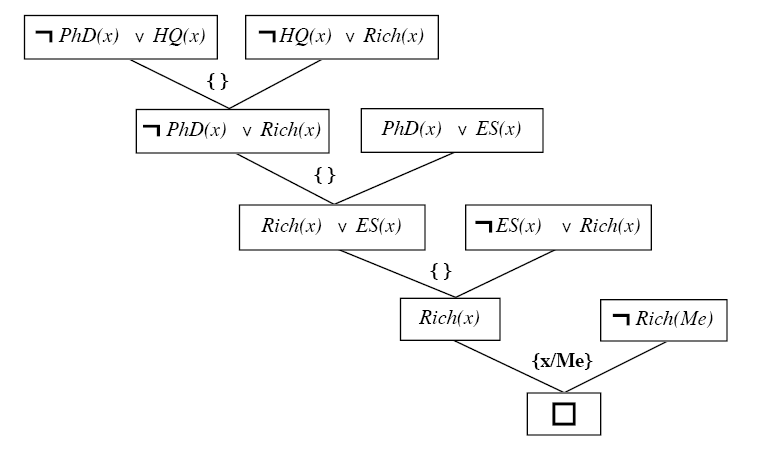 ¬ PhD(x) ∨ HQ(x)
¬ HQ(x) ∨ Rich(x)
{ }
¬ PhD(x) ∨ Rich(x)
PhD(x) ∨ ES(x)
{ }
Rich(x) ∨ ES(x)
¬ ES(x) ∨ Rich(x)
{ }
Rich(x)
¬ Rich(Me)
{x/Me}
□